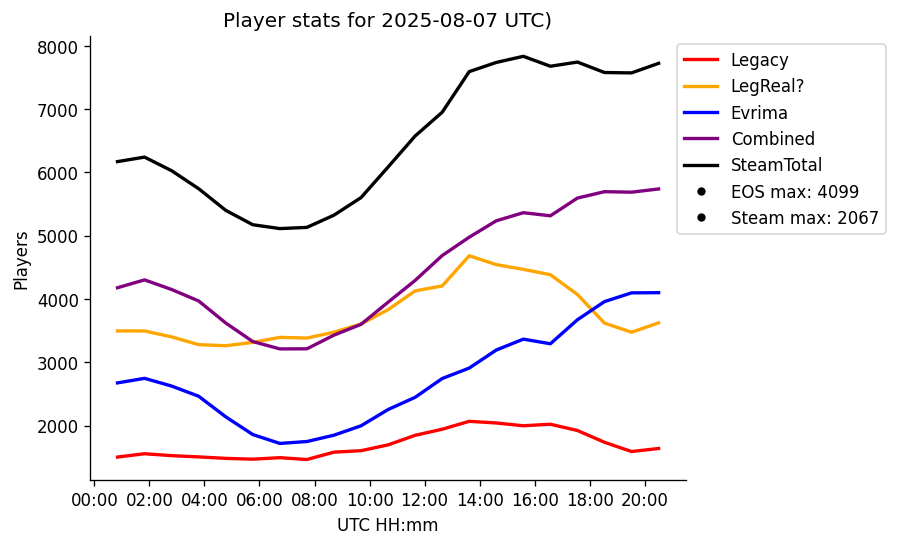 Player stats for 2025-08-07 UTC)
8000
7000
6000
5000
4000
3000
2000
Players
00:00 02:00 04:00 06:00 08:00 10:00 12:00 14:00 16:00 18:00 20:00
UTC HH:mm
Legacy
LegReal?
Evrima
Combined
SteamTotal
EOS max: 4099
Steam max: 2067